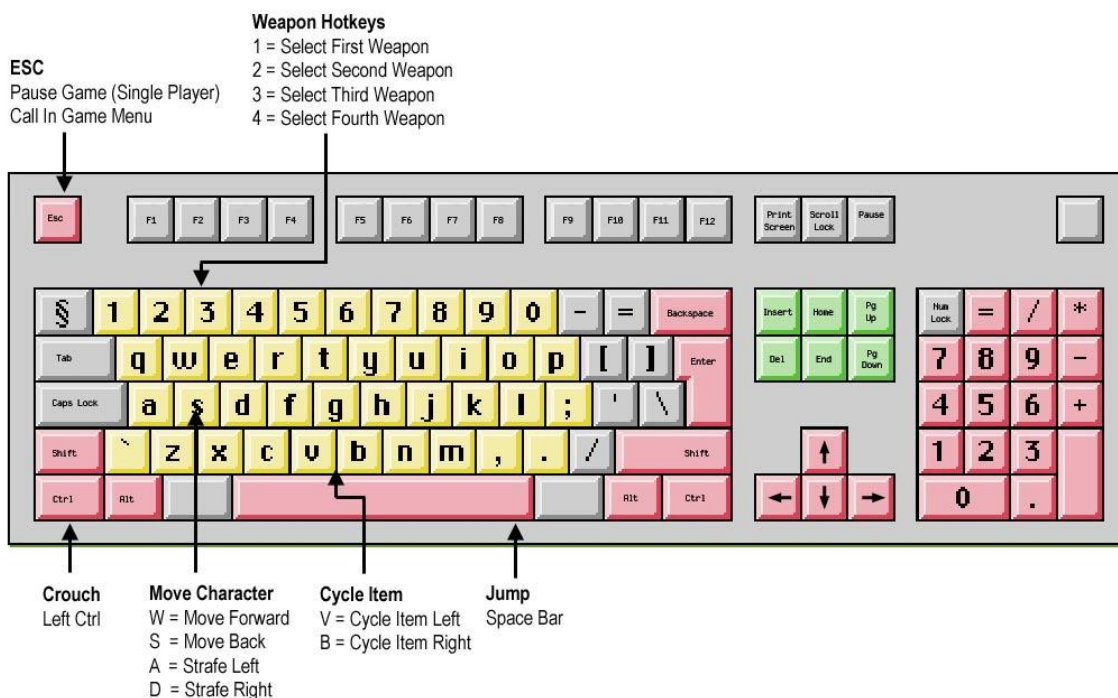 Weapon Hotkeys
1 = Select First Weapon
2 = Select Second Weapon
3 = Select Third Weapon
4 = Select Fourth Weapon
ESC
Pause Game (Single Player)
Call In Game Menu
Esc F1 F2 F3 F4 F5 F6 F7 F8 F9 F10 F11 F12 Print Screen Scroll Lock Pause
§ 1 2 3 4 5 6 7 8 9 0 - = Backspace Insert Home Pg Up Num Lock = / *
Tab q w e r t y u i o p [ ] Enter Del End Pg Down 7 8 9 -
Caps Lock a s d f g h j k l ; ' \ 4 5 6 +
Shift ` z x c v b n m , . / Shift ↑ 1 2 3
Ctrl Alt Alt Ctrl ← ↓ → 0 .
Crouch
Left Ctrl
Move Character
W = Move Forward
S = Move Back
A = Strafe Left
D = Strafe Right
Cycle Item
V = Cycle Item Left
B = Cycle Item Right
Jump
Space Bar